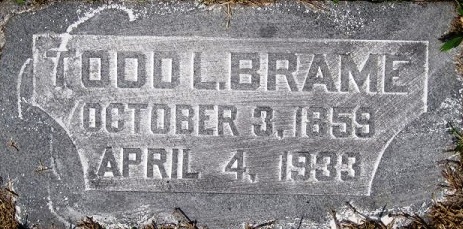 TODD L. BRAME
OCTOBER 3, 1859
APRIL 4, 1933